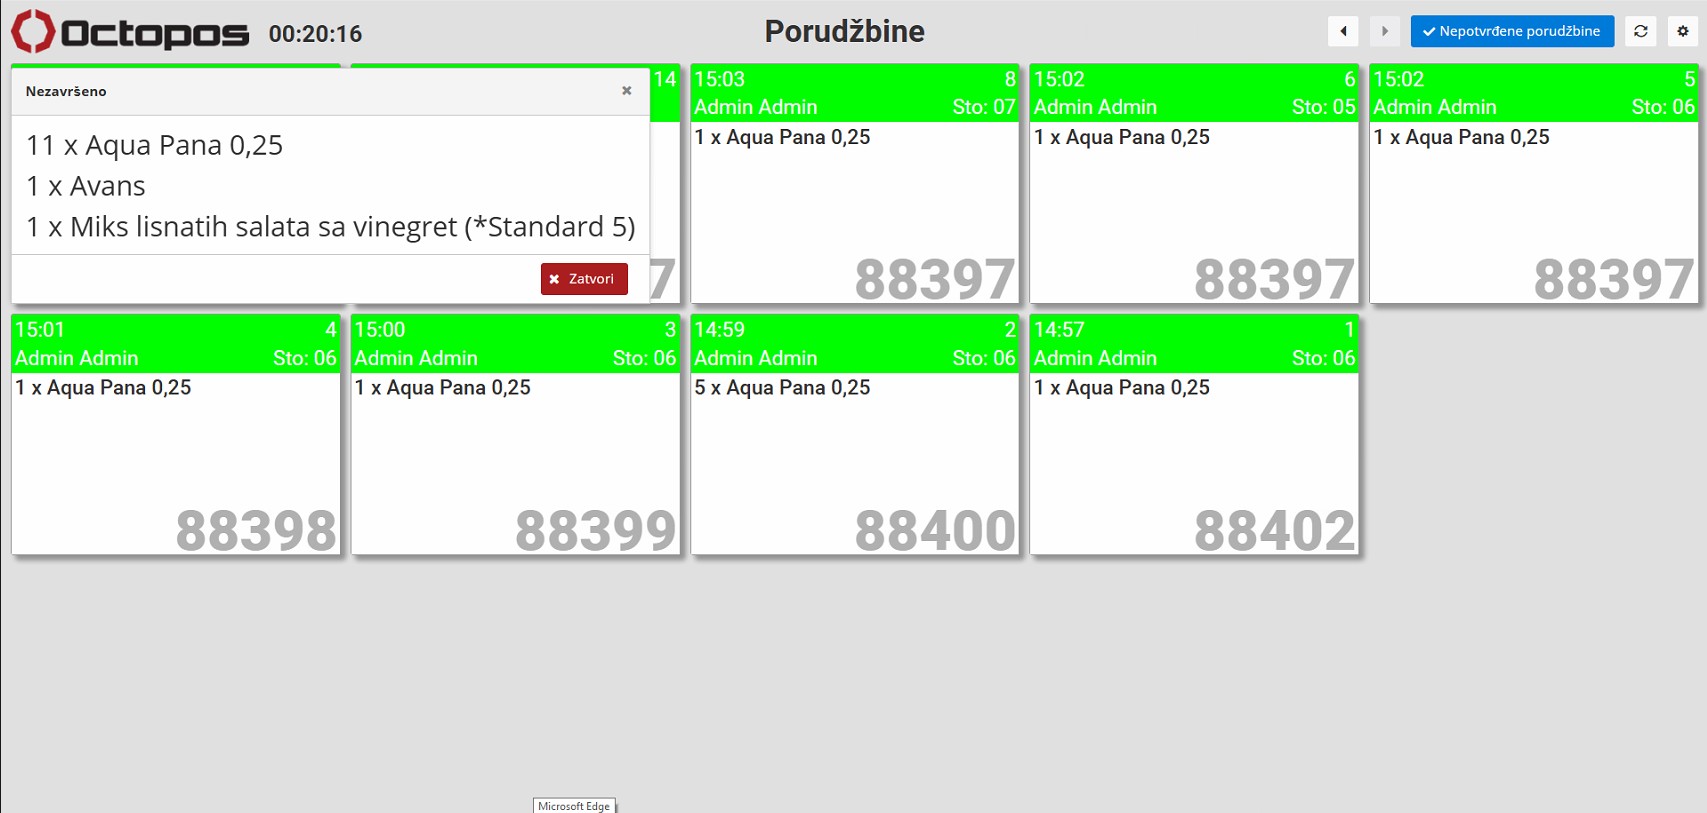 Octopos 00:20:16 Porudžbine Nepotvrđene porudžbine
Nezavršeno
11 x Aqua Pana 0,25
1 x Avans
1 x Miks lisnatih salata sa vinegret (*Standard 5)
Zatvori
14
7
15:03 8
Admin Admin Sto: 07
1 x Aqua Pana 0,25
88397
15:02 6
Admin Admin Sto: 05
1 x Aqua Pana 0,25
88397
15:02 5
Admin Admin Sto: 06
1 x Aqua Pana 0,25
88397
15:01 4
Admin Admin Sto: 06
1 x Aqua Pana 0,25
88398
15:00 3
Admin Admin Sto: 06
1 x Aqua Pana 0,25
88399
14:59 2
Admin Admin Sto: 06
5 x Aqua Pana 0,25
88400
14:57 1
Admin Admin Sto: 06
1 x Aqua Pana 0,25
88402
Microsoft Edge